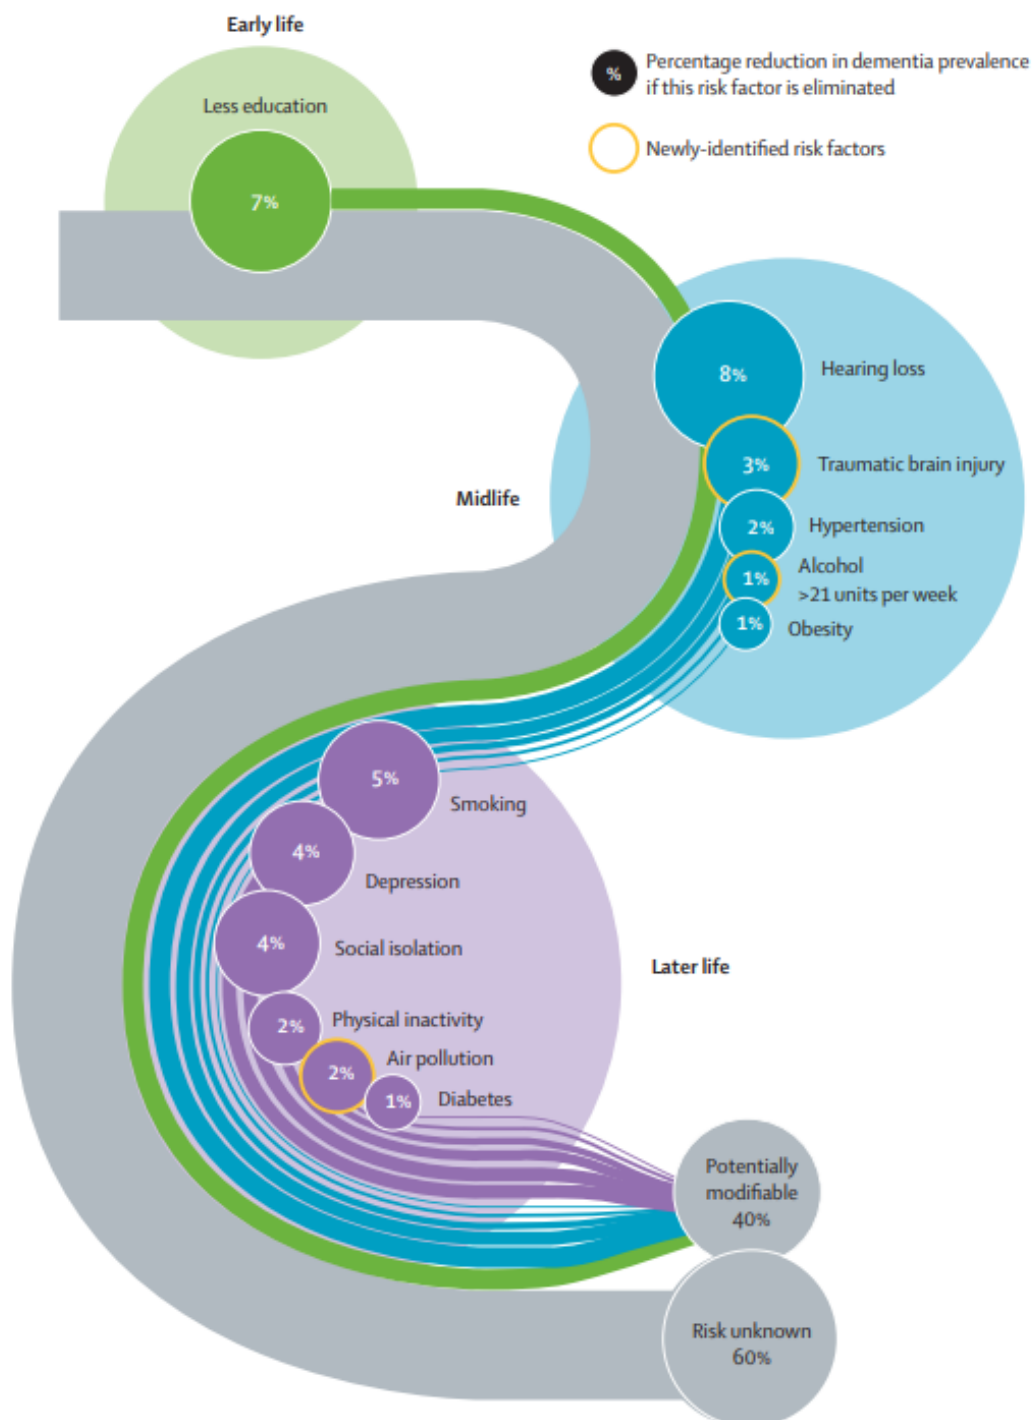 Early life
%
Percentage reduction in dementia prevalence
if this risk factor is eliminated
Newly-identified risk factors
Less education
7%
8%
Hearing loss
3%
Traumatic brain injury
Midlife
2%
Hypertension
1%
Alcohol
>21 units per week
1%
Obesity
5%
Smoking
4%
Depression
4%
Social isolation
Later life
2%
Physical inactivity
2%
Air pollution
1%
Diabetes
Potentially
modifiable
40%
Risk unknown
60%